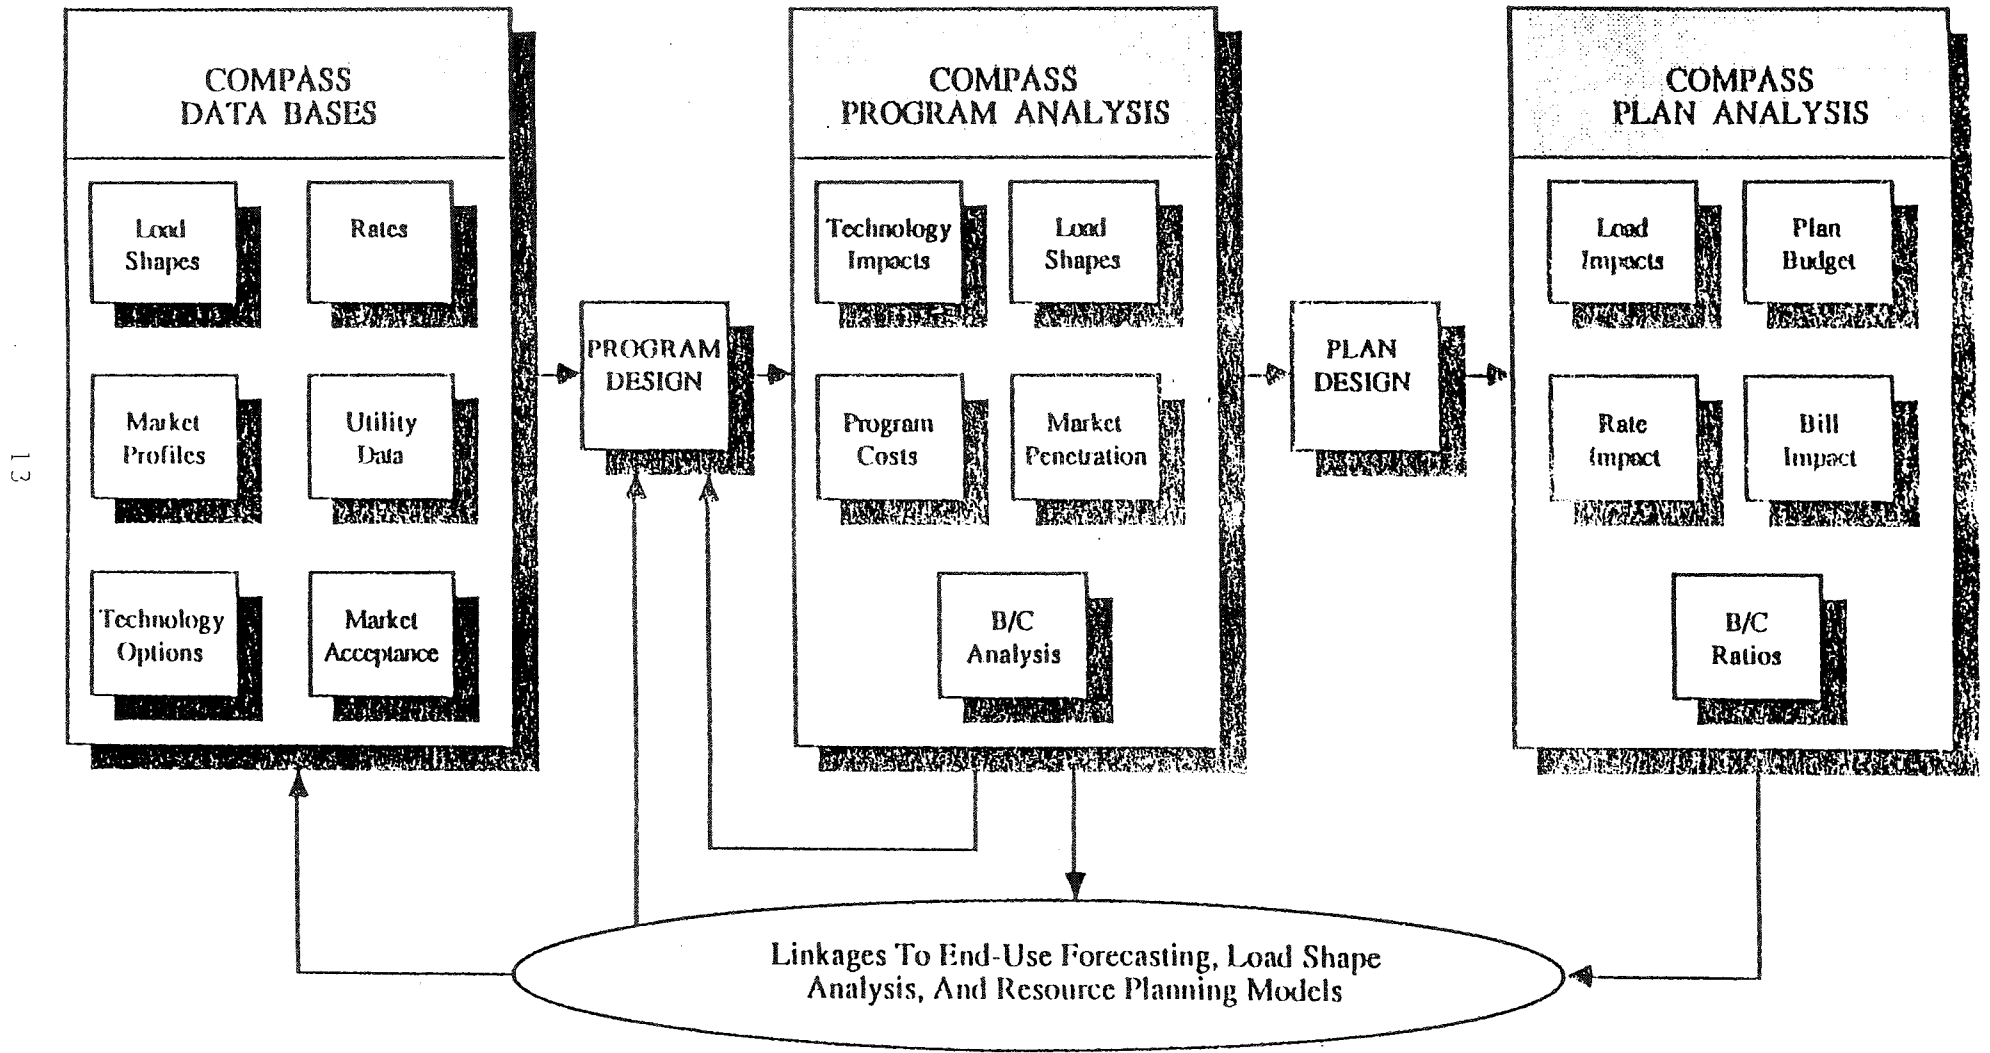 COMPASS
DATA BASES
Load
Shapes
Rates
Market
Profiles
Utility
Data
Technology
Options
Market
Acceptance
PROGRAM
DESIGN
COMPASS
PROGRAM ANALYSIS
Technology
Impacts
Load
Shapes
Program
Costs
Market
Penetration
B/C
Analysis
PLAN
DESIGN
COMPASS
PLAN ANALYSIS
Load
Impacts
Plan
Budget
Rate
Impact
Bill
Impact
B/C
Ratios
Linkages To End-Use Forecasting, Load Shape
Analysis, And Resource Planning Models
13